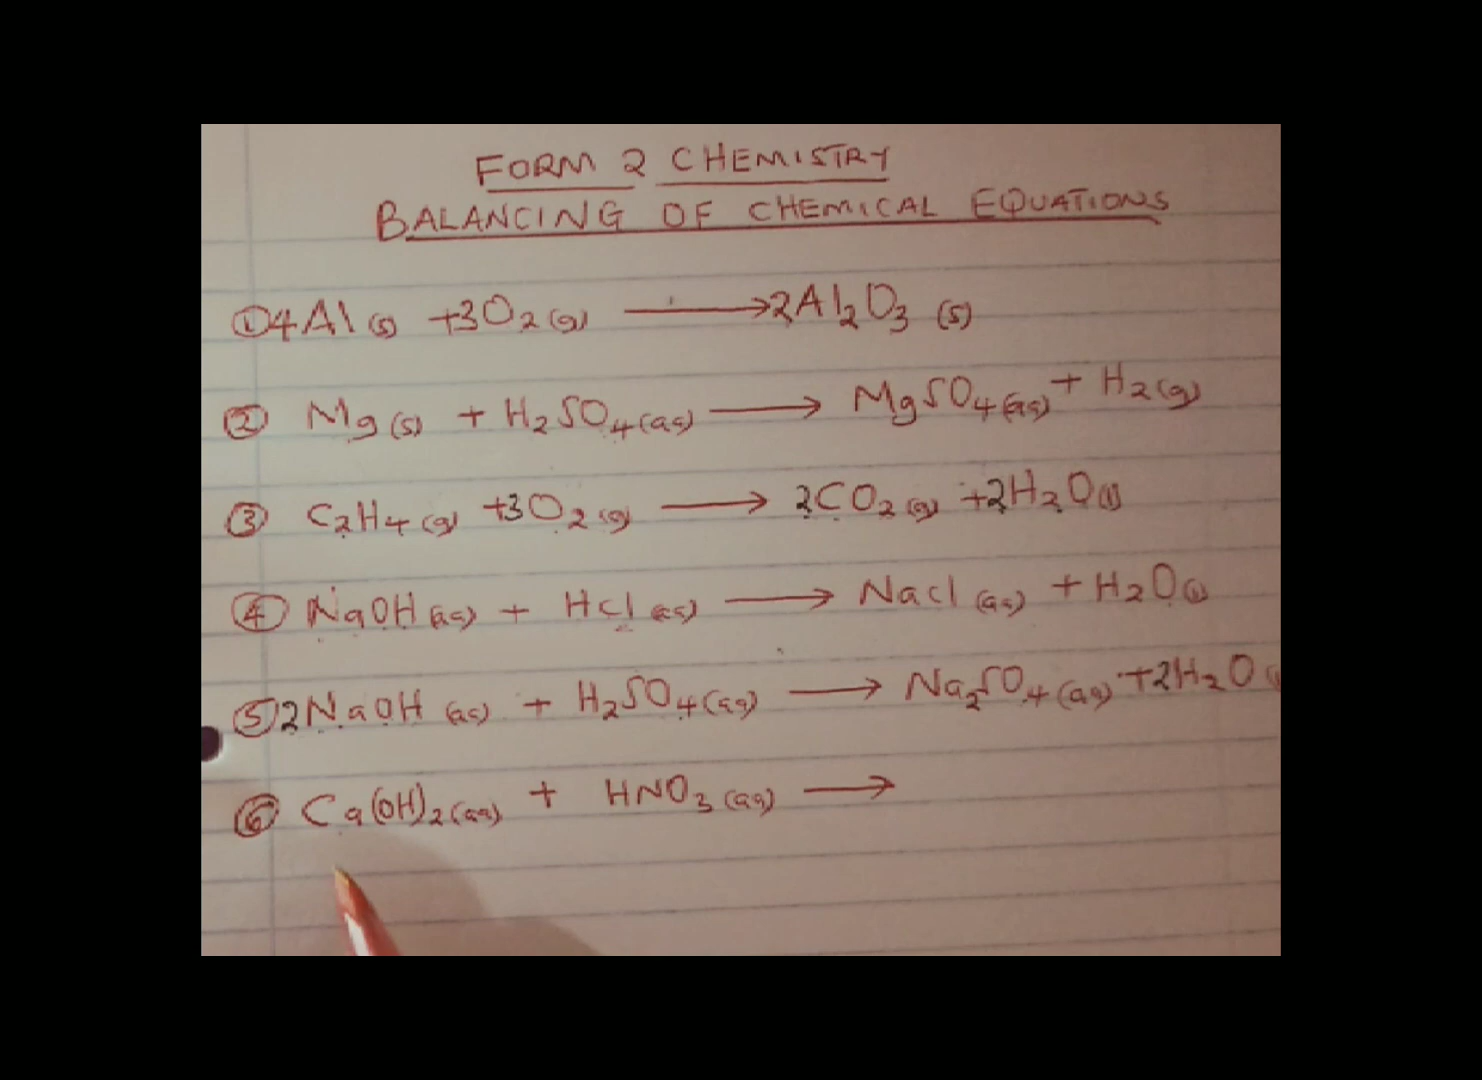 FORM 2 CHEMISTRY
BALANCING OF CHEMICAL EQUATIONS
① 4Al(s) + 3O₂(g) ⟶ 2Al₂O₃ (s)
② Mg(s) + H₂SO₄(aq) ⟶ MgSO₄(aq) + H₂(g)
③ C₂H₄(g) + 3O₂(g) ⟶ 2CO₂(g) + 2H₂O(l)
④ NaOH(aq) + HCl(aq) ⟶ NaCl(aq) + H₂O(l)
⑤ 2NaOH(aq) + H₂SO₄(aq) ⟶ Na₂SO₄(aq) + 2H₂O
⑥ Ca(OH)₂(aq) + HNO₃(aq) ⟶